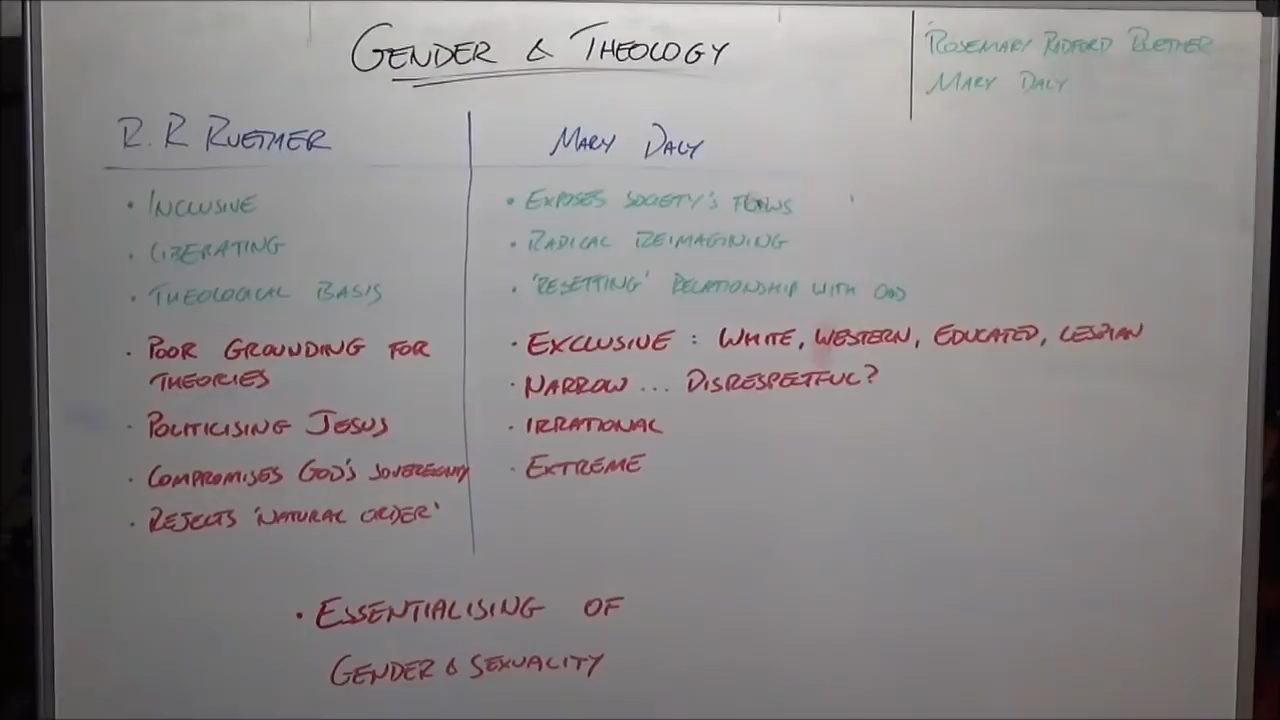 GENDER & THEOLOGY
ROSEMARY RADFORD RUETHER
MARY DALY
R. R RUETHER
• INCLUSIVE
• LIBERATING
• THEOLOGICAL BASIS
• POOR GROUNDING FOR
THEORIES
• POLITICISING JESUS
• COMPROMISES GOD'S SOVEREIGNTY
• REJECTS 'NATURAL ORDER'
MARY DALY
• EXPOSES SOCIETY'S FLAWS
• RADICAL REIMAGINING
• 'RESETTING' RELATIONSHIP WITH GOD
• EXCLUSIVE : WHITE, WESTERN, EDUCATED, LESBIAN
• NARROW ... DISRESPECTFUL?
• IRRATIONAL
• EXTREME
• ESSENTIALISING OF
GENDER & SEXUALITY